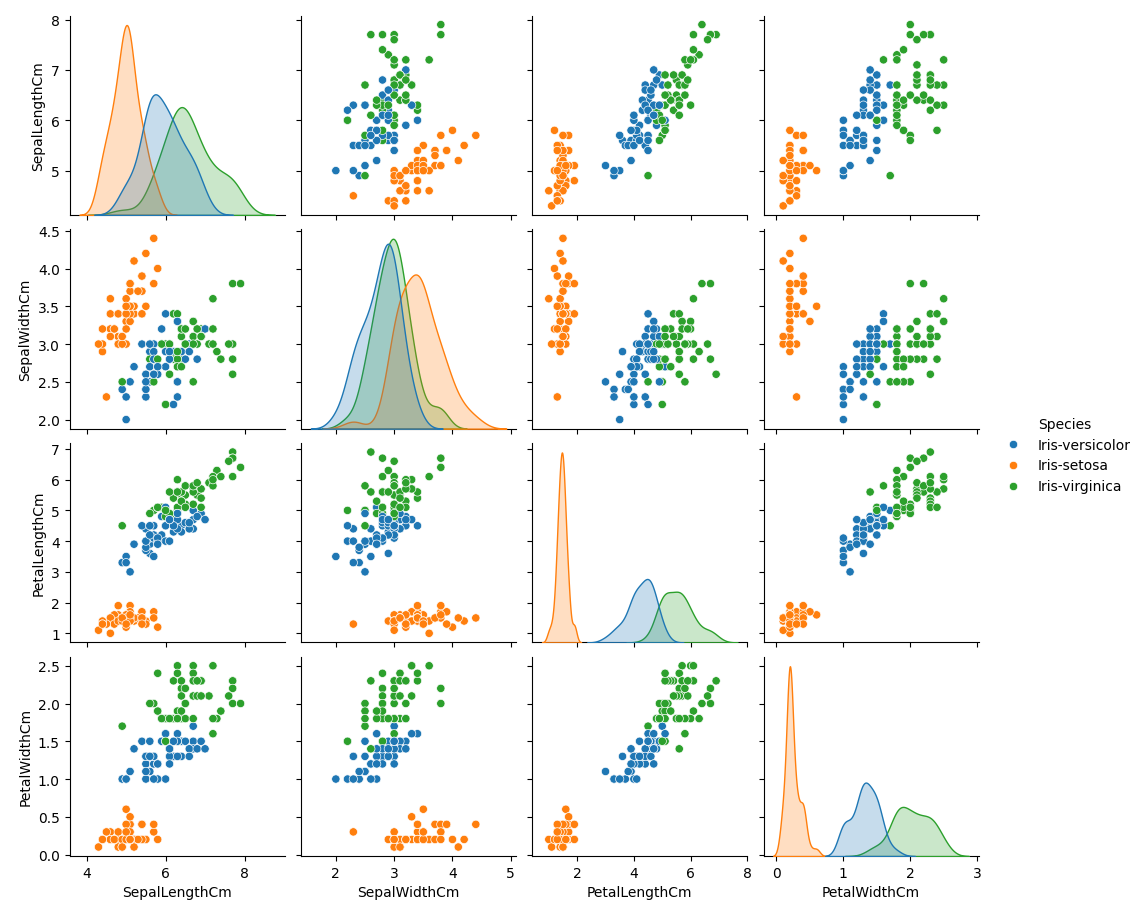 8
7
6
5
SepalLengthCm
4.5
4.0
3.5
3.0
2.5
2.0
SepalWidthCm
Species
Iris-versicolor
Iris-setosa
Iris-virginica
7
6
5
4
3
2
1
PetalLengthCm
2.5
2.0
1.5
1.0
0.5
0.0
PetalWidthCm
4 6 8 2 3 4 5 2 4 6 8 0 1 2 3
SepalLengthCm SepalWidthCm PetalLengthCm PetalWidthCm